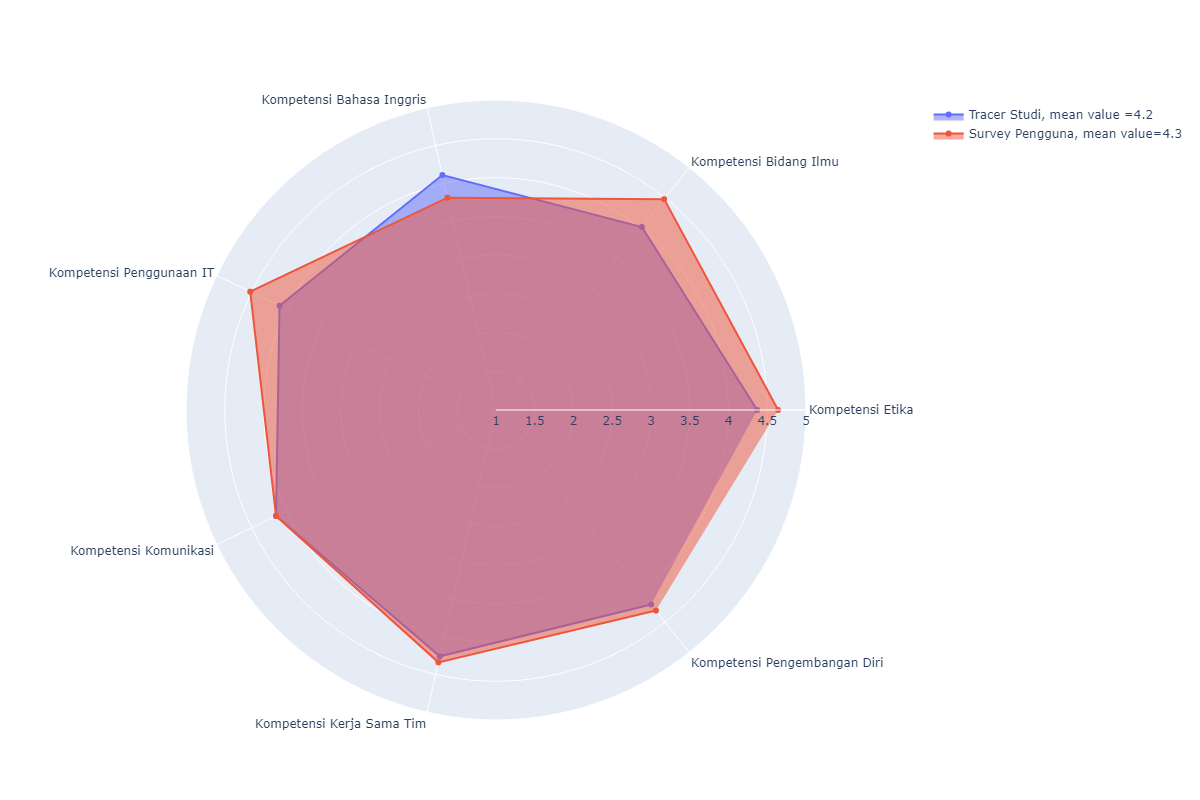 Kompetensi Bahasa Inggris
Tracer Studi, mean value =4.2
Survey Pengguna, mean value=4.3
Kompetensi Bidang Ilmu
Kompetensi Penggunaan IT
Kompetensi Etika
1 1.5 2 2.5 3 3.5 4 4.5 5
Kompetensi Komunikasi
Kompetensi Pengembangan Diri
Kompetensi Kerja Sama Tim